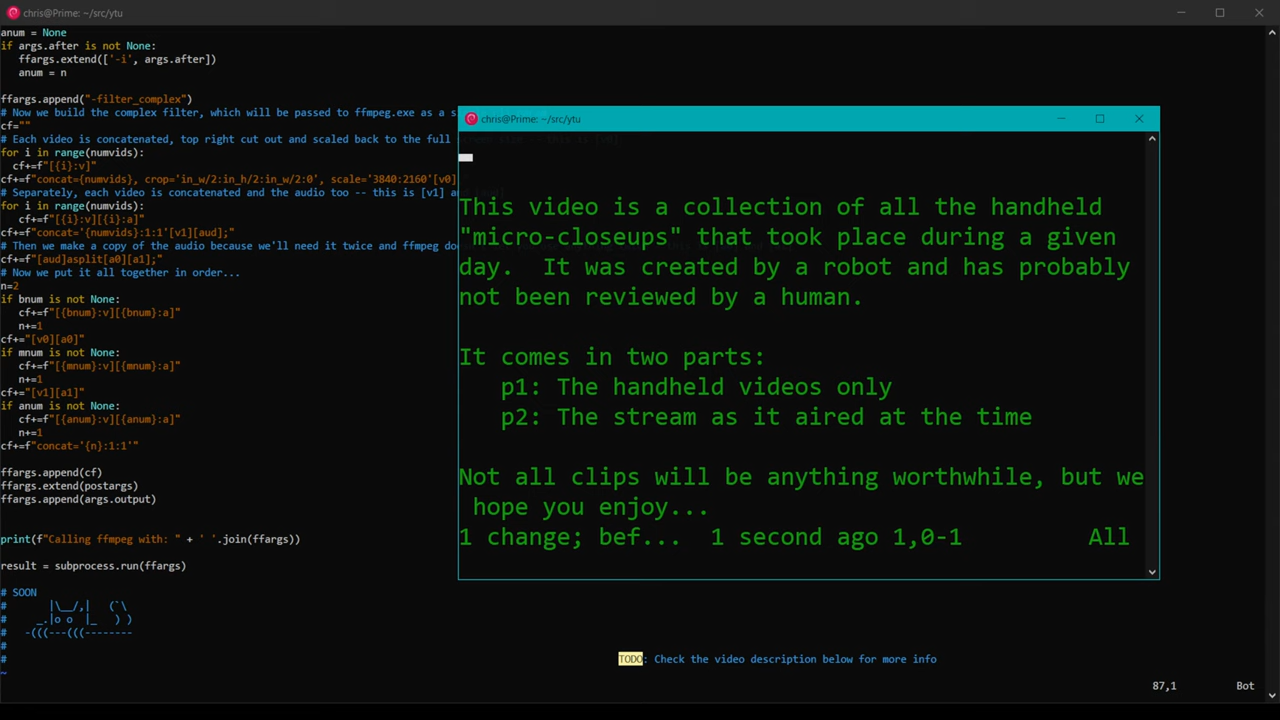 chris@Prime: ~/src/ytu
anum = None
if args.after is not None:
   ffargs.extend(['-i', args.after])
   anum = n
ffargs.append("-filter_complex")
# Now we build the complex filter, which will be passed to ffmpeg.exe as a s
cf=""
# Each video is concatenated, top right cut out and scaled back to the full
for i in range(numvids):
  cf+=f"[{i}:v]"
cf+=f"concat={numvids}, crop='in_w/2:in_h/2:in_w/2:0', scale='3840:2160'[v0]
# Separately, each video is concatenated and the audio too -- this is [v1] a
for i in range(numvids):
   cf+=f"[{i}:v][{i}:a]"
cf+=f"concat='{numvids}:1:1'[v1][aud];"
# Then we make a copy of the audio because we'll need it twice and ffmpeg do
cf+=f"[aud]asplit[a0][a1];"
# Now we put it all together in order...
n=2
if bnum is not None:
   cf+=f"[{bnum}:v][{bnum}:a]"
   n+=1
cf+="[v0][a0]"
if mnum is not None:
   cf+=f"[{mnum}:v][{mnum}:a]"
   n+=1
cf+="[v1][a1]"
if anum is not None:
   cf+=f"[{anum}:v][{anum}:a]"
   n+=1
cf+=f"concat='{n}:1:1'"
ffargs.append(cf)
ffargs.extend(postargs)
ffargs.append(args.output)
print(f"Calling ffmpeg with: " + ' '.join(ffargs))
result = subprocess.run(ffargs)
# SOON
#      |\__/,|   (`\
#    _.|o o  |_   ) )
#  -(((---(((--------
#
#
~
chris@Prime: ~/src/ytu
This video is a collection of all the handheld
"micro-closeups" that took place during a given
day.  It was created by a robot and has probably
not been reviewed by a human.
It comes in two parts:
   p1: The handheld videos only
   p2: The stream as it aired at the time
Not all clips will be anything worthwhile, but we
 hope you enjoy...
1 change; bef...  1 second ago 1,0-1         All
TODO: Check the video description below for more info
87,1          Bot